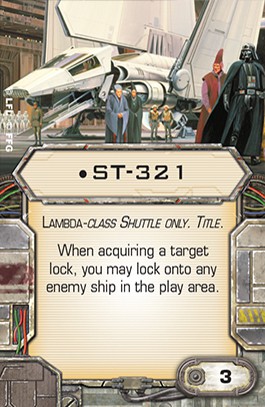 •ST-321
LAMBDA-CLASS SHUTTLE ONLY. TITLE.
When acquiring a target
lock, you may lock onto any
enemy ship in the play area.
3